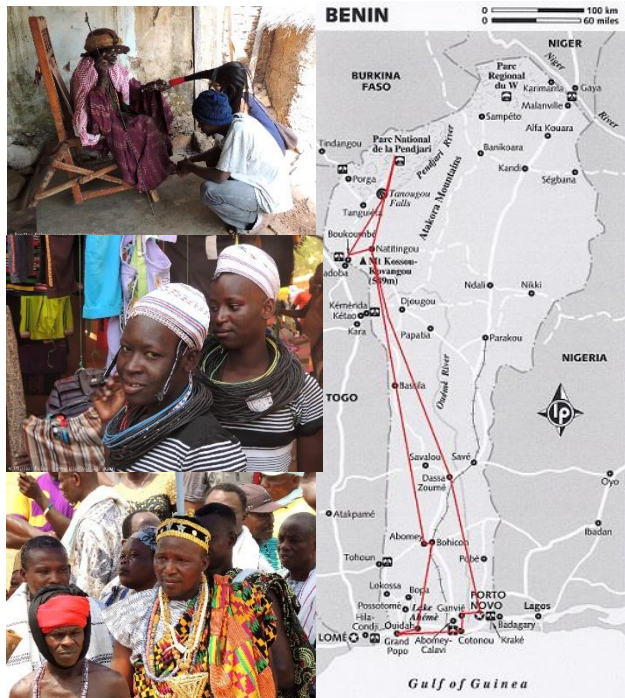 BENIN
0 100 km
0 60 miles
NIGER
Niger
River
BURKINA
FASO
Parc
Regional
du W
Karimama
Gaya
Malanville
Sampéto
Alfa Kouara
Tindangou
Parc National
de la Pendjari
Pendjari River
Banikoara
Kandi
Ségbana
Porga
Tanougou
Falls
Atakora Mountains
Tanguiéta
Boukoumbé
Natitingou
adoba
Mt Kossou-
Kovangou
Ndali
Nikki
Kémérida
Kétao
Kara
Djougou
Papatia
Parakou
NIGERIA
TOGO
Bassila
Ouémé River
lp
Savalou
Savé
Dassa
Zoumé
Oyo
Atakpamé
Ibadan
Abomey
Bohicon
Tohoun
Pobé
Lokossa
Bopa
Possotomé
Lake
Ahémé
Ganvié
PORTO
NOVO
Lagos
Hila-
Condji
Ouidah
Badagary
LOMÉ
Grand
Popo
Abomey-
Calavi
Cotonou
Kraké
Gulf of Guinea